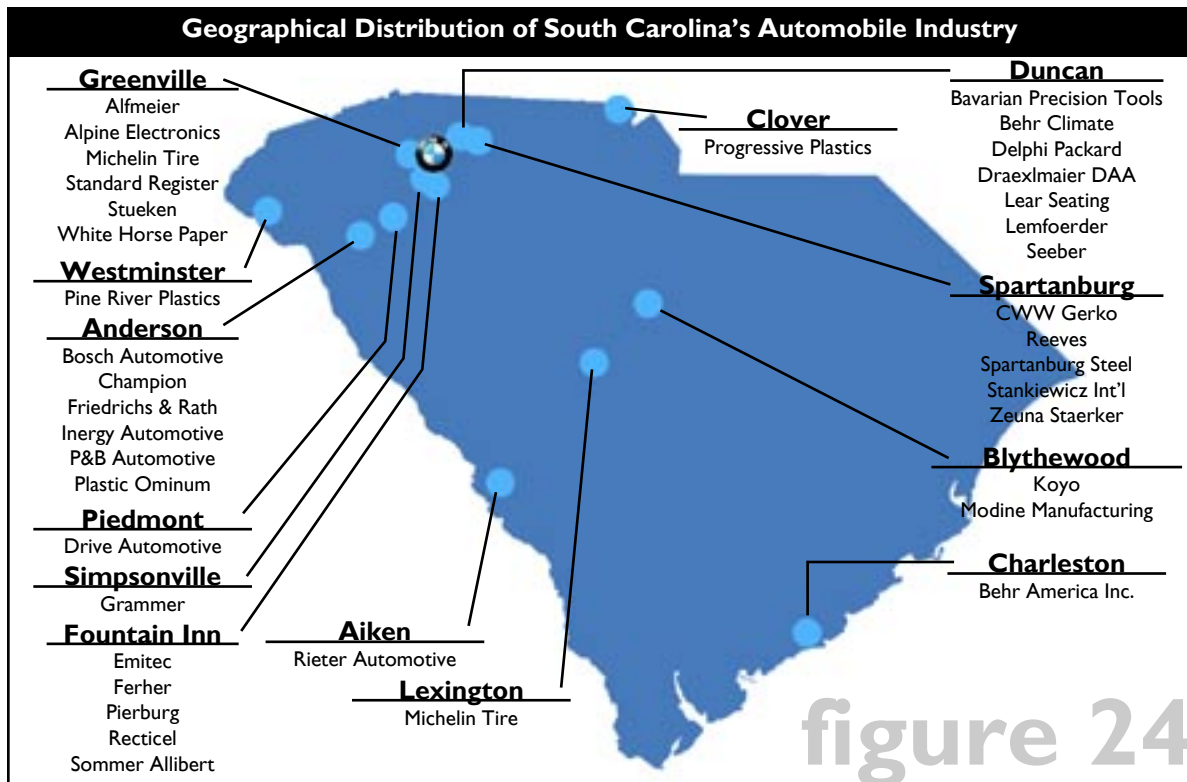 Geographical Distribution of South Carolina's Automobile Industry
Greenville
Alfmeier
Alpine Electronics
Michelin Tire
Standard Register
Stueken
White Horse Paper
Westminster
Pine River Plastics
Anderson
Bosch Automotive
Champion
Friedrichs & Rath
Inergy Automotive
P&B Automotive
Plastic Ominum
Piedmont
Drive Automotive
Simpsonville
Grammer
Fountain Inn
Emitec
Ferher
Pierburg
Recticel
Sommer Allibert
Aiken
Rieter Automotive
Lexington
Michelin Tire
Clover
Progressive Plastics
Duncan
Bavarian Precision Tools
Behr Climate
Delphi Packard
Draexlmaier DAA
Lear Seating
Lemfoerder
Seeber
Spartanburg
CWW Gerko
Reeves
Spartanburg Steel
Stankiewicz Int'l
Zeuna Staerker
Blythewood
Koyo
Modine Manufacturing
Charleston
Behr America Inc.
figure 24